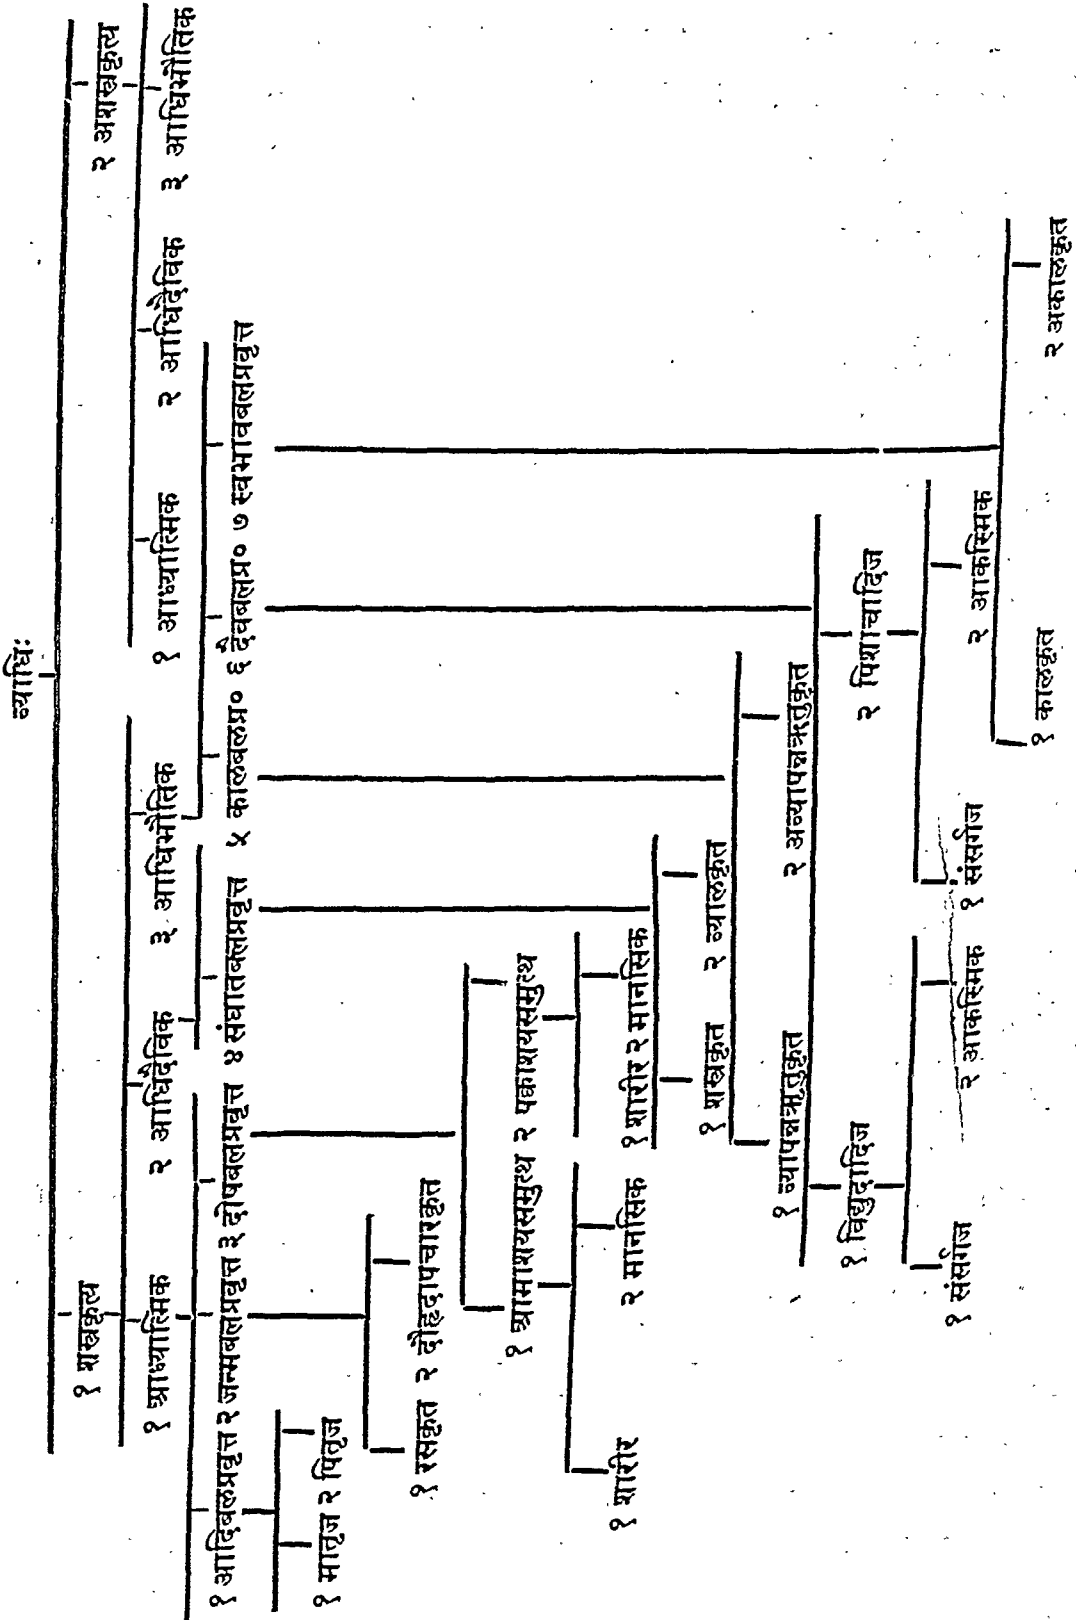 व्याधिः
१ शस्त्रकृत्य २ अशस्त्रकृत्य
१ आध्यात्मिक २ आधिदैविक ३ आधिभौतिक १ आध्यात्मिक २ आधिदैविक ३ आधिभौतिक
१ आदिबलप्रवृत्त २ जन्मबलप्रवृत्त ३ दोषबलप्रवृत्त ४ संघातबलप्रवृत्त ५ कालबलप्र० ६ दैवबलप्र० ७ स्वभावबलप्रवृत्त
१ मातृज २ पितृज
१ रसकृत २ दौहृदापचारकृत
१ आमाशयसमुत्थ २ पक्वाशयसमुत्थ
१ शारीर २ मानसिक १ शारीर २ मानसिक
१ शस्त्रकृत २ व्यालकृत
१ व्यापन्नऋतुकृत २ अव्यापन्नऋतुकृत
१ विद्युदादिज २ पिशाचादिज
१ संसर्गज २ आकस्मिक १ संसर्गज २ आकस्मिक
१ कालकृत २ अकालकृत